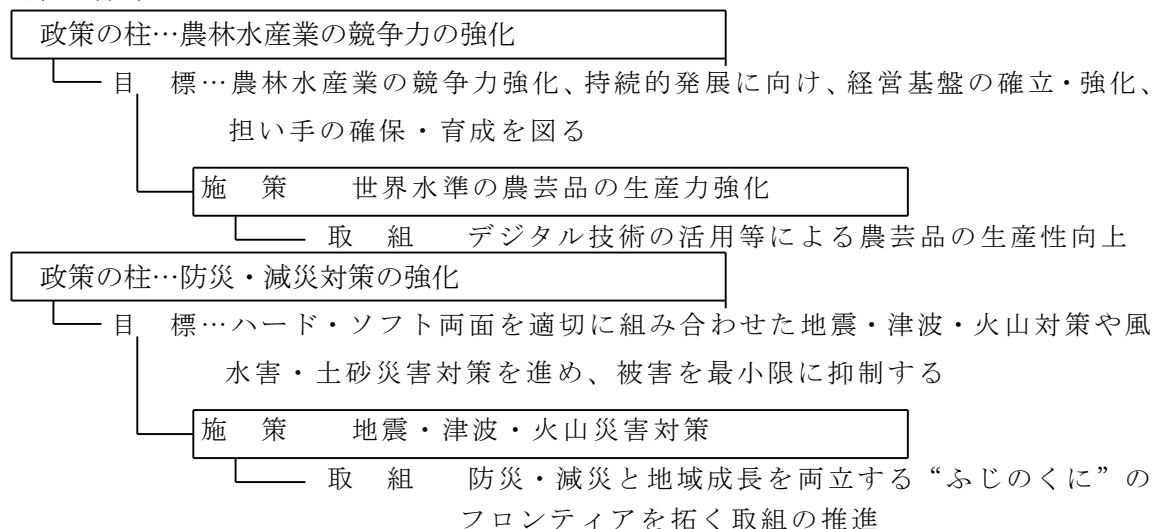 政策の柱…農林水産業の競争力の強化
目　標…農林水産業の競争力強化、持続的発展に向け、経営基盤の確立・強化、
担い手の確保・育成を図る
施　策　　世界水準の農芸品の生産力強化
取　組　　デジタル技術の活用等による農芸品の生産性向上
政策の柱…防災・減災対策の強化
目　標…ハード・ソフト両面を適切に組み合わせた地震・津波・火山対策や風
水害・土砂災害対策を進め、被害を最小限に抑制する
施　策　　地震・津波・火山災害対策
取　組　　防災・減災と地域成長を両立する“ふじのくに”の
フロンティアを拓く取組の推進